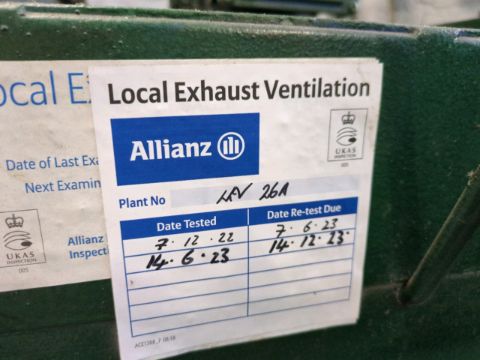 ocal E
Date of Last Exa
Next Examin
UKAS
INSPECTION
005
Allianz
Inspect
Local Exhaust Ventilation
Allianz
UKAS
INSPECTION
005
Plant No LEV 26A
Date Tested Date Re-test Due
7.12.22 7.6.23
14.6.23 14.12.23